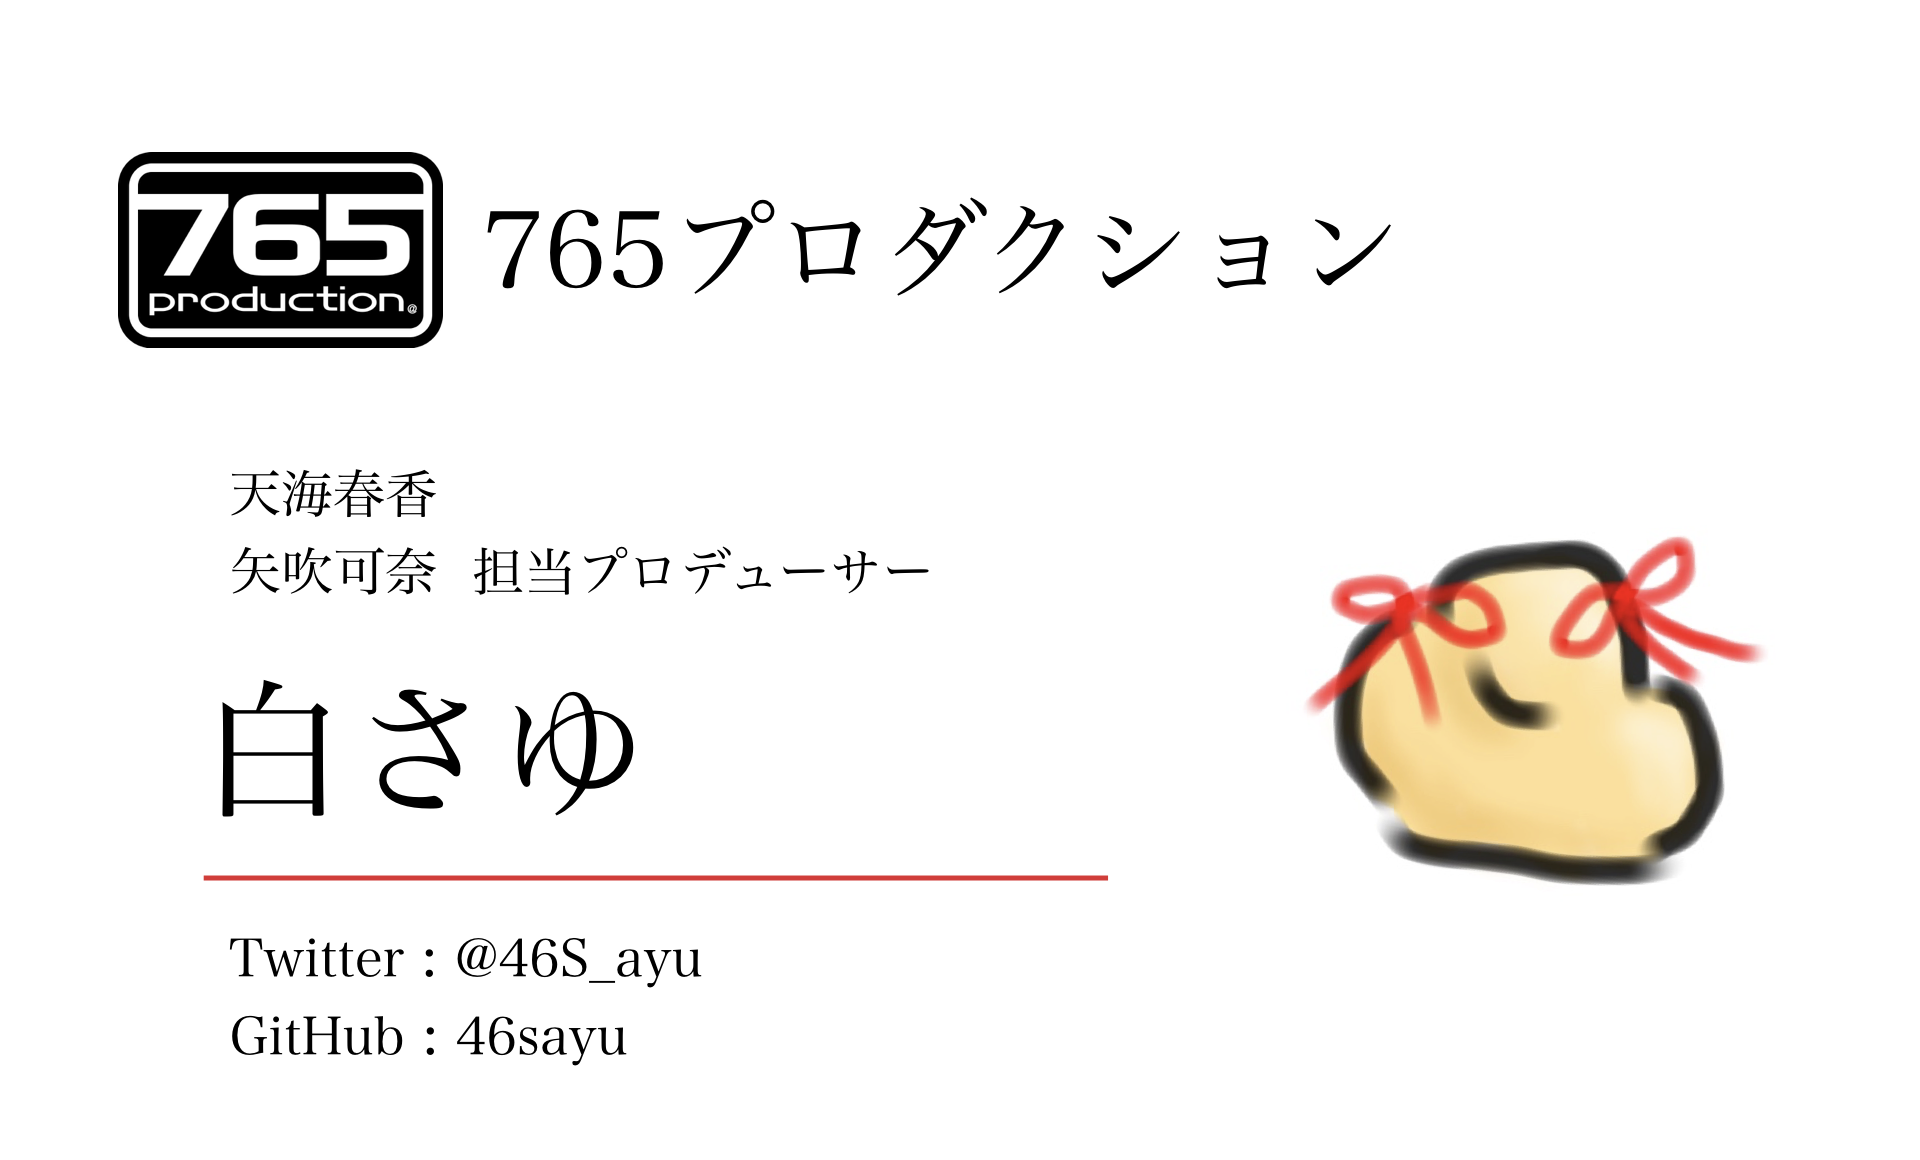 765
production@
765プロダクション
天海春香
矢吹可奈 担当プロデューサー
白さゆ
Twitter : @46S_ayu
GitHub : 46sayu